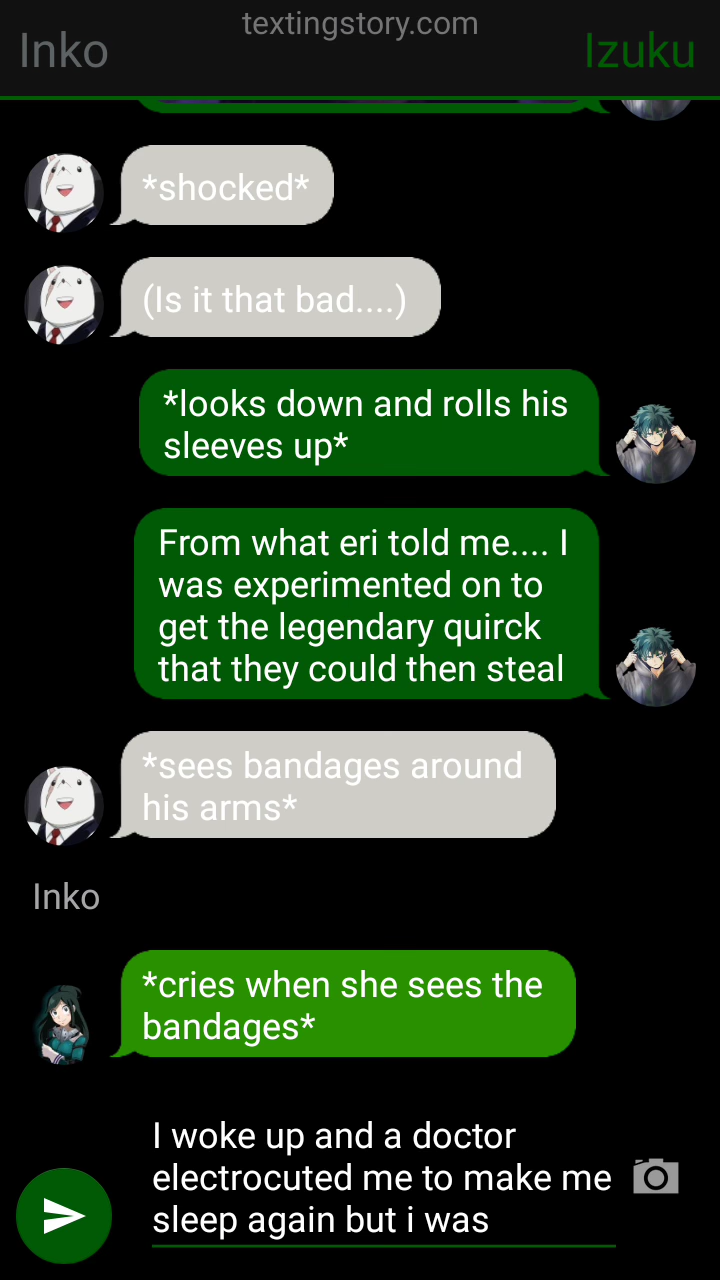 textingstory.com
Inko
Izuku
*shocked*
(Is it that bad....)
*looks down and rolls his
sleeves up*
From what eri told me.... I
was experimented on to
get the legendary quirck
that they could then steal
*sees bandages around
his arms*
Inko
*cries when she sees the
bandages*
I woke up and a doctor
electrocuted me to make me
sleep again but i was